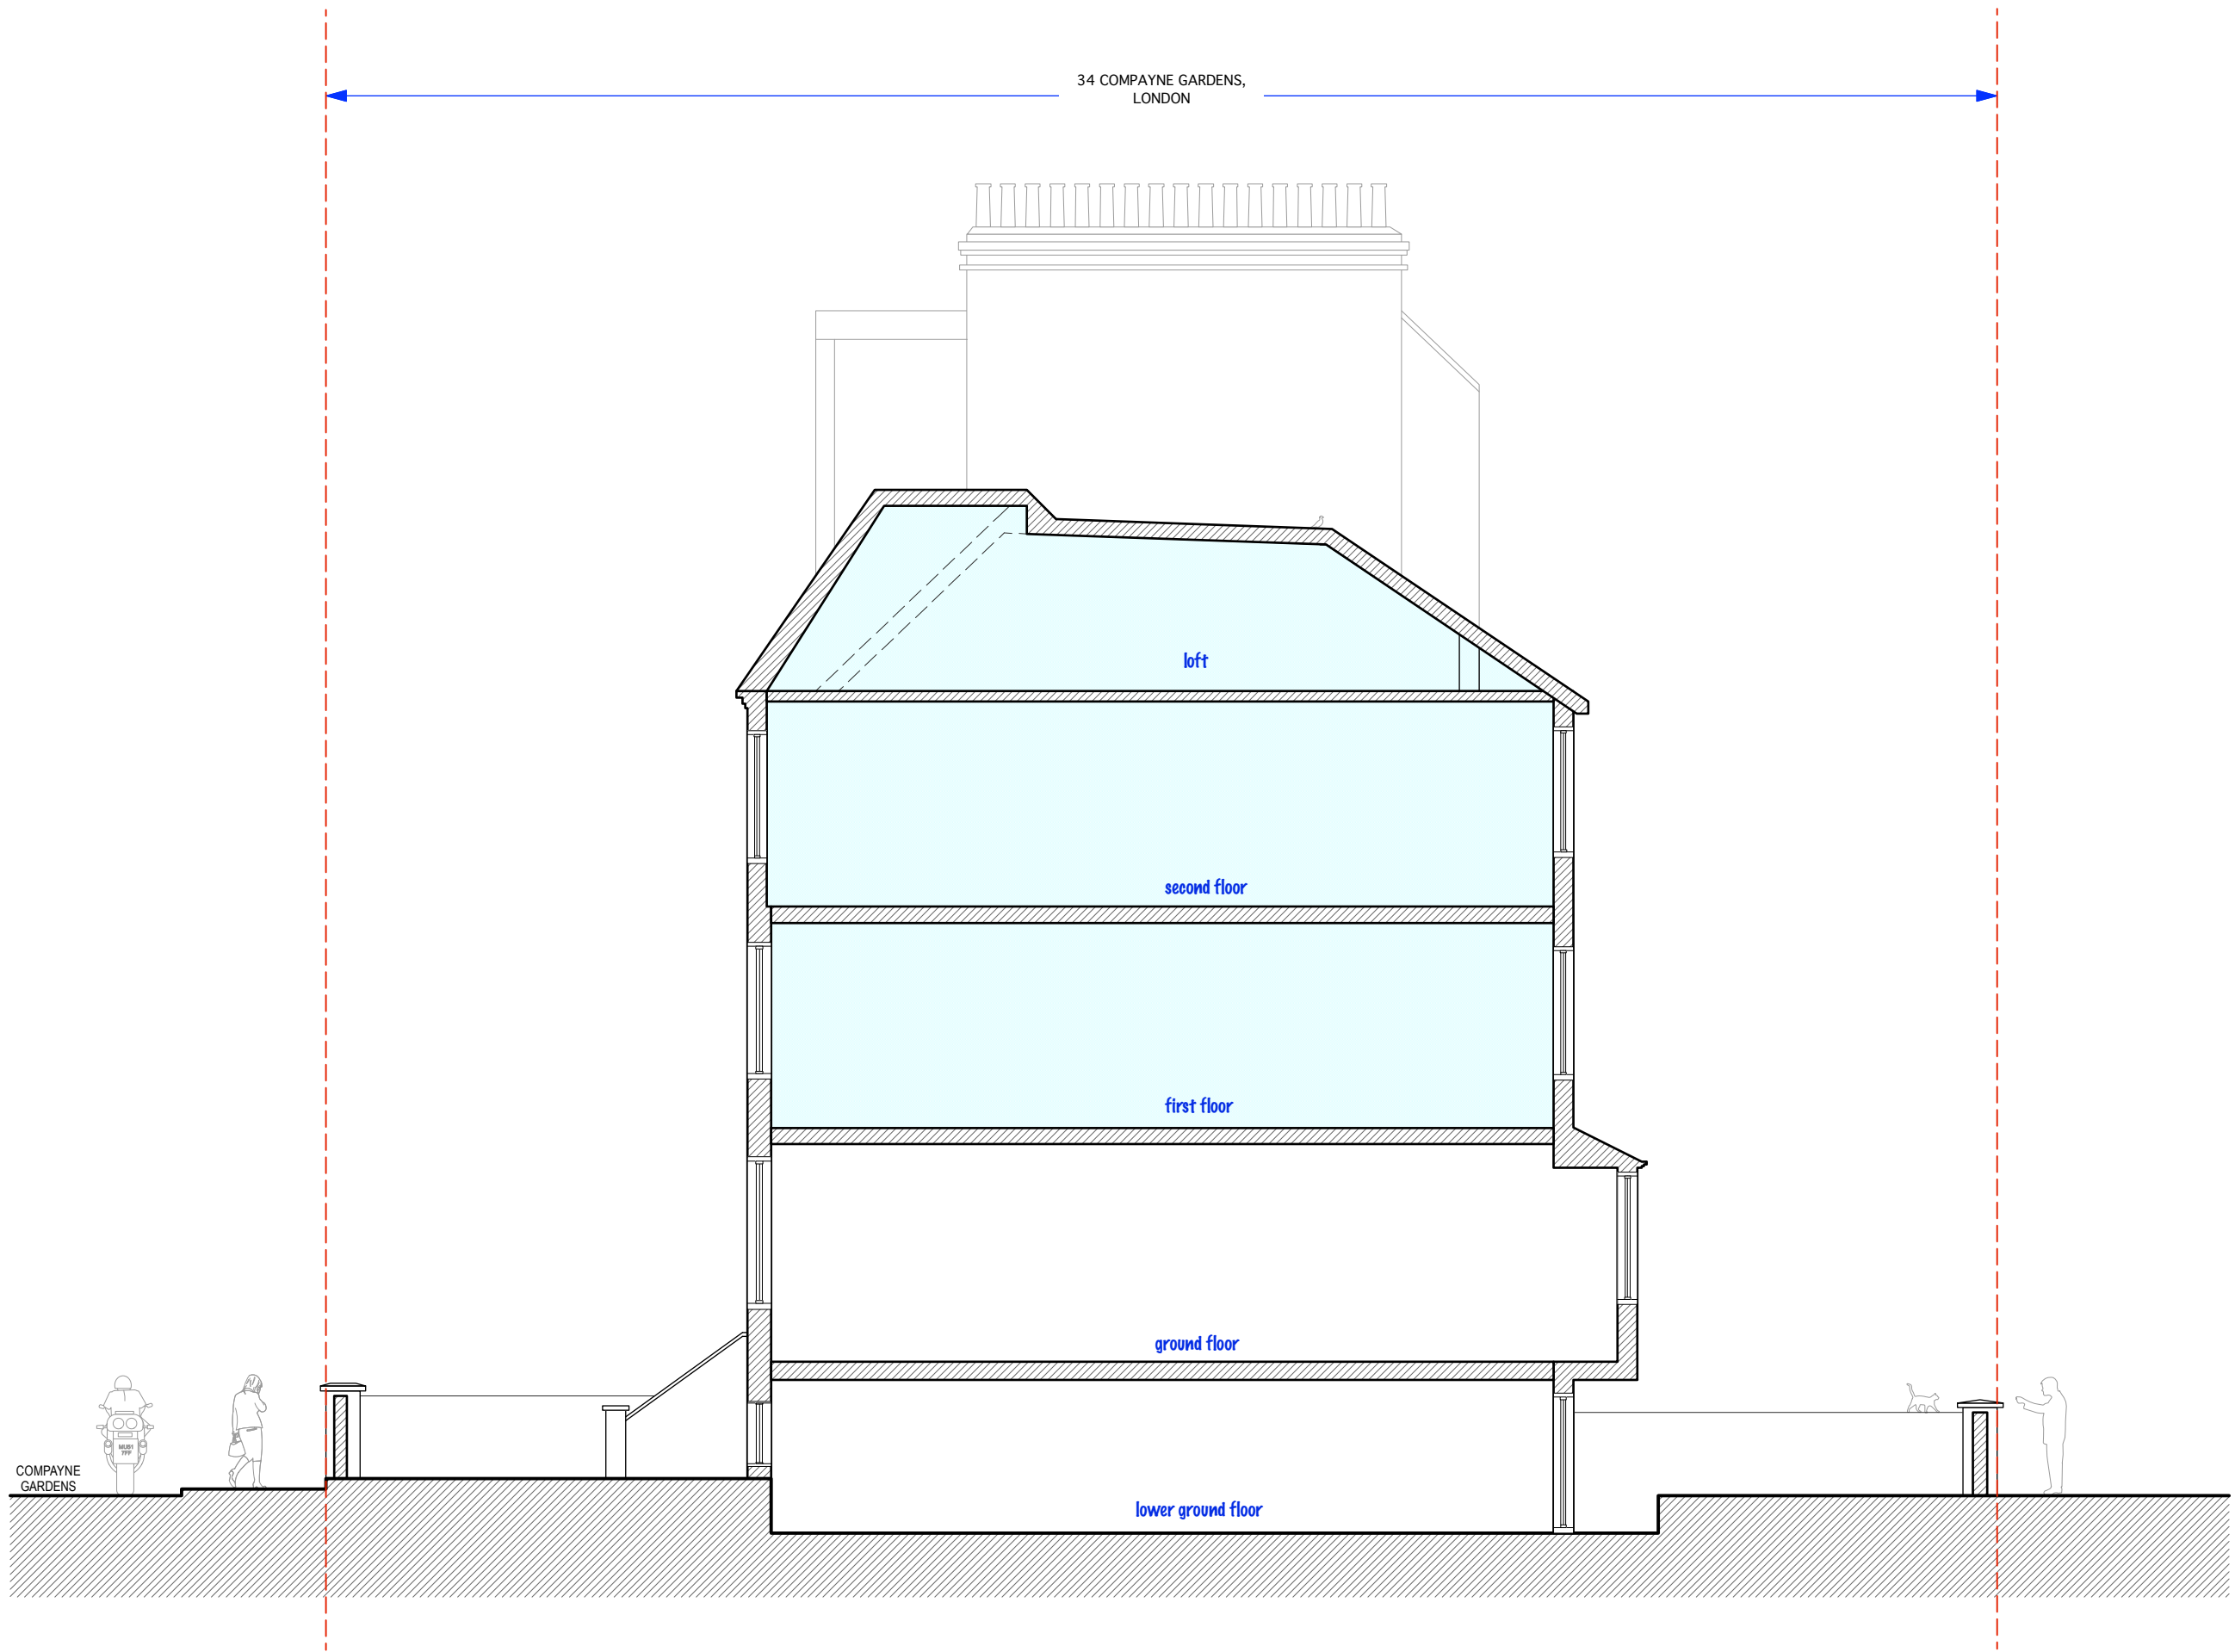 34 COMPAYNE GARDENS,
LONDON
loft
second floor
first floor
ground floor
COMPAYNE
GARDENS
lower ground floor